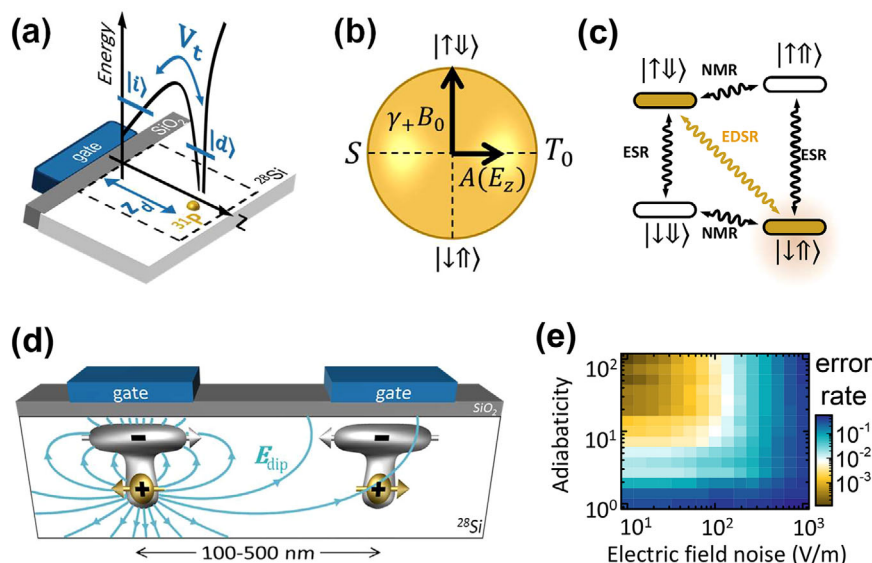 (a)
Energy
V_t
|i⟩
|d⟩
gate
SiO₂
²⁸Si
z_d
³¹P
z
(b)
|↑⇓⟩
γ₊B₀
S
T₀
A(E_z)
|↓⇑⟩
(c)
|↑⇓⟩
|↑⇑⟩
NMR
ESR
EDSR
ESR
NMR
|↓⇓⟩
|↓⇑⟩
(d)
gate
gate
SiO₂
E_dip
²⁸Si
100-500 nm
(e)
error
rate
Adiabaticity
10²
10¹
10⁰
10⁻¹
10⁻²
10⁻³
10¹
10²
10³
Electric field noise (V/m)